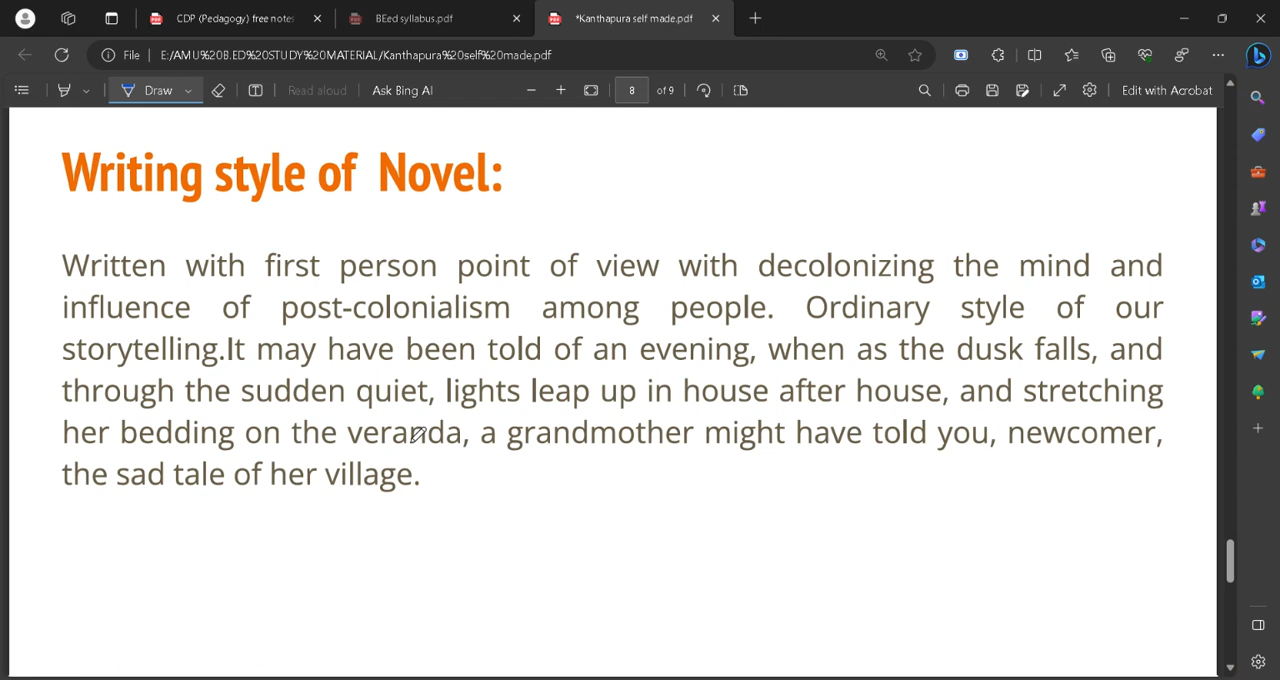 CDP (Pedagogy) free notes
BEed syllabus.pdf
*Kanthapura self made.pdf
File
E:/AMU%20B.ED%20STUDY%20MATERIAL/Kanthapura%20self%20made.pdf
Draw
Read aloud
Ask Bing AI
8
of 9
Edit with Acrobat
Writing style of Novel:
Written with first person point of view with decolonizing the mind and
influence of post-colonialism among people. Ordinary style of our
storytelling.It may have been told of an evening, when as the dusk falls, and
through the sudden quiet, lights leap up in house after house, and stretching
her bedding on the veranda, a grandmother might have told you, newcomer,
the sad tale of her village.